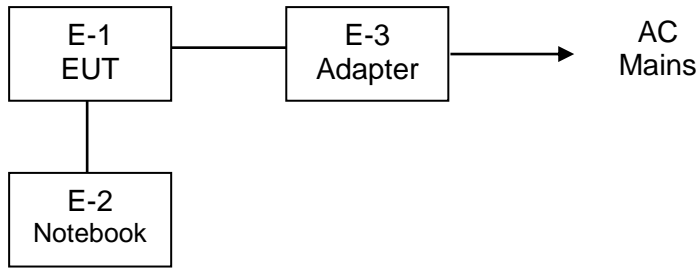 E-1
EUT
E-3
Adapter
AC
Mains
E-2
Notebook